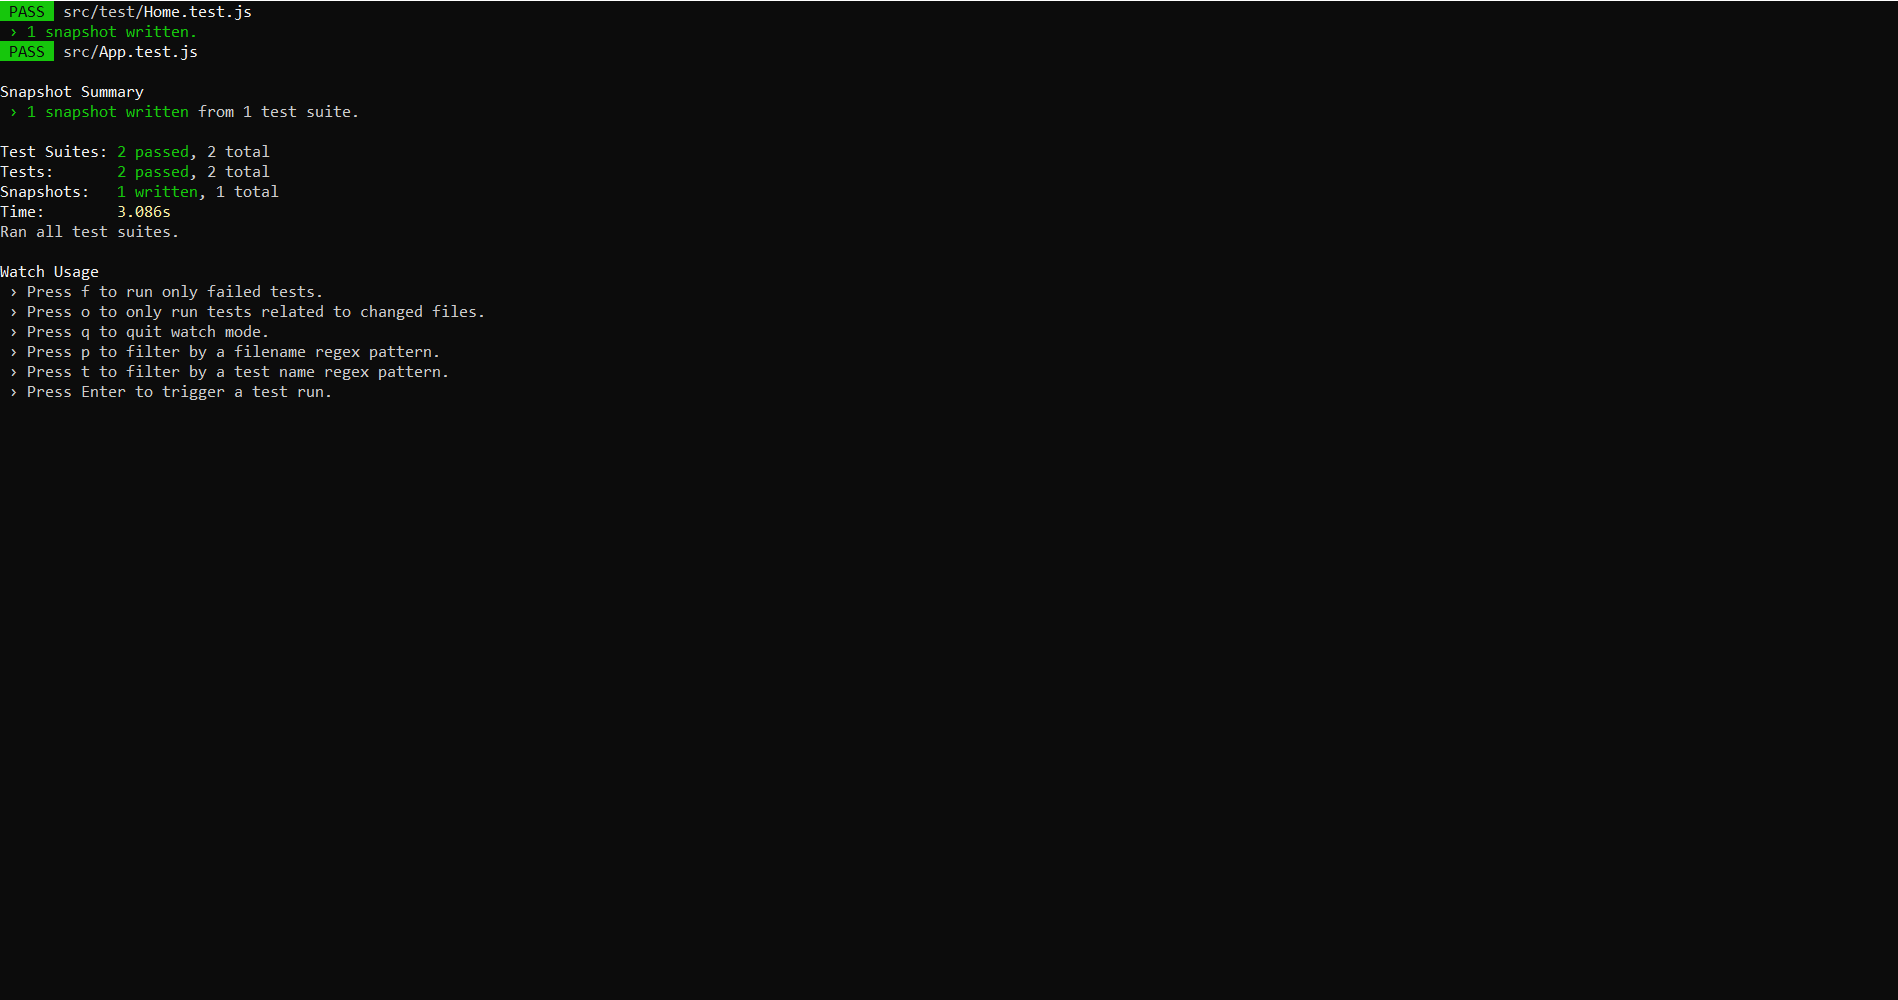 PASS src/test/Home.test.js
› 1 snapshot written.
PASS src/App.test.js
Snapshot Summary
› 1 snapshot written from 1 test suite.
Test Suites: 2 passed, 2 total
Tests: 2 passed, 2 total
Snapshots: 1 written, 1 total
Time: 3.086s
Ran all test suites.
Watch Usage
› Press f to run only failed tests.
› Press o to only run tests related to changed files.
› Press q to quit watch mode.
› Press p to filter by a filename regex pattern.
› Press t to filter by a test name regex pattern.
› Press Enter to trigger a test run.